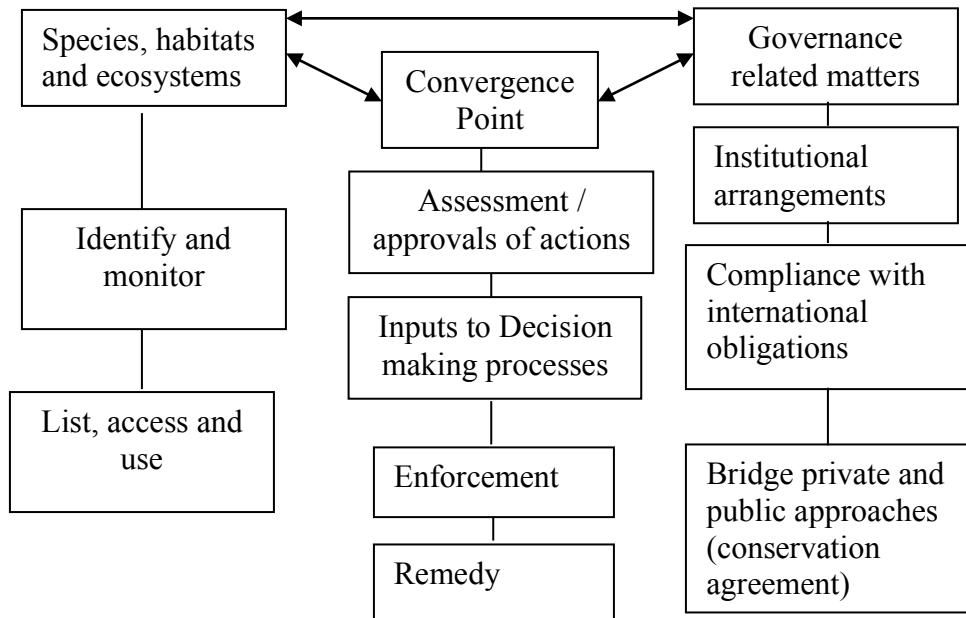 Species, habitats
and ecosystems
Identify and
monitor
List, access and
use
Convergence
Point
Assessment /
approvals of actions
Inputs to Decision
making processes
Enforcement
Remedy
Governance
related matters
Institutional
arrangements
Compliance with
international
obligations
Bridge private and
public approaches
(conservation
agreement)